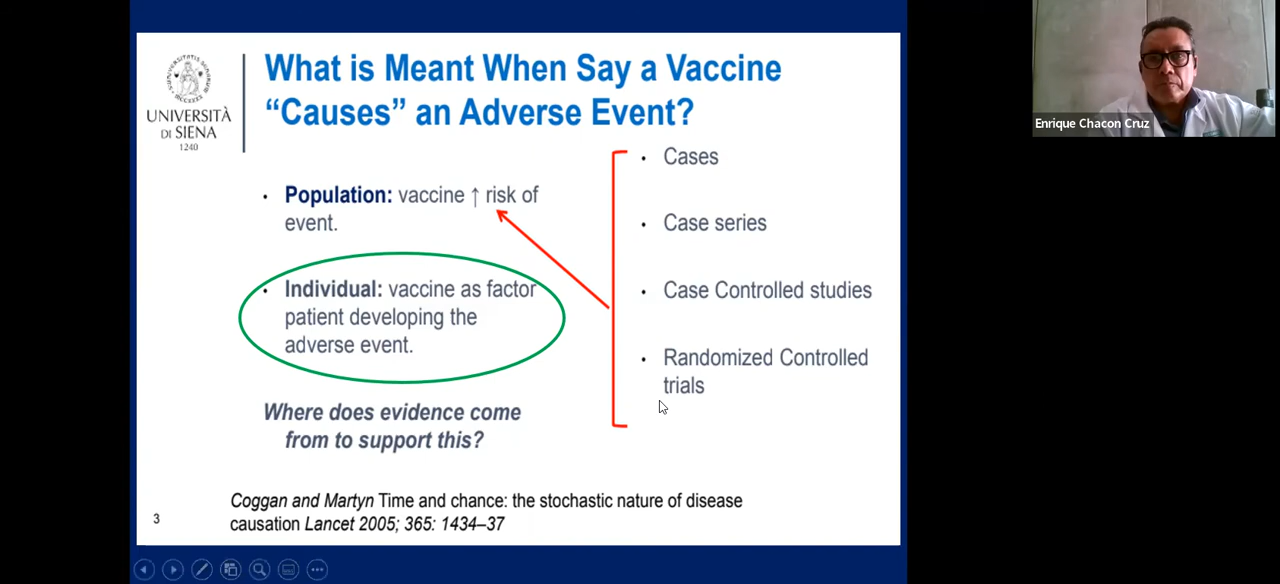 What is Meant When Say a Vaccine
“Causes” an Adverse Event?
UNIVERSITÀ
DI SIENA
1240
• Population: vaccine ↑ risk of
event.
• Individual: vaccine as factor
patient developing the
adverse event.
Where does evidence come
from to support this?
• Cases
• Case series
• Case Controlled studies
• Randomized Controlled
trials
Coggan and Martyn Time and chance: the stochastic nature of disease
causation Lancet 2005; 365: 1434–37
3
Enrique Chacon Cruz